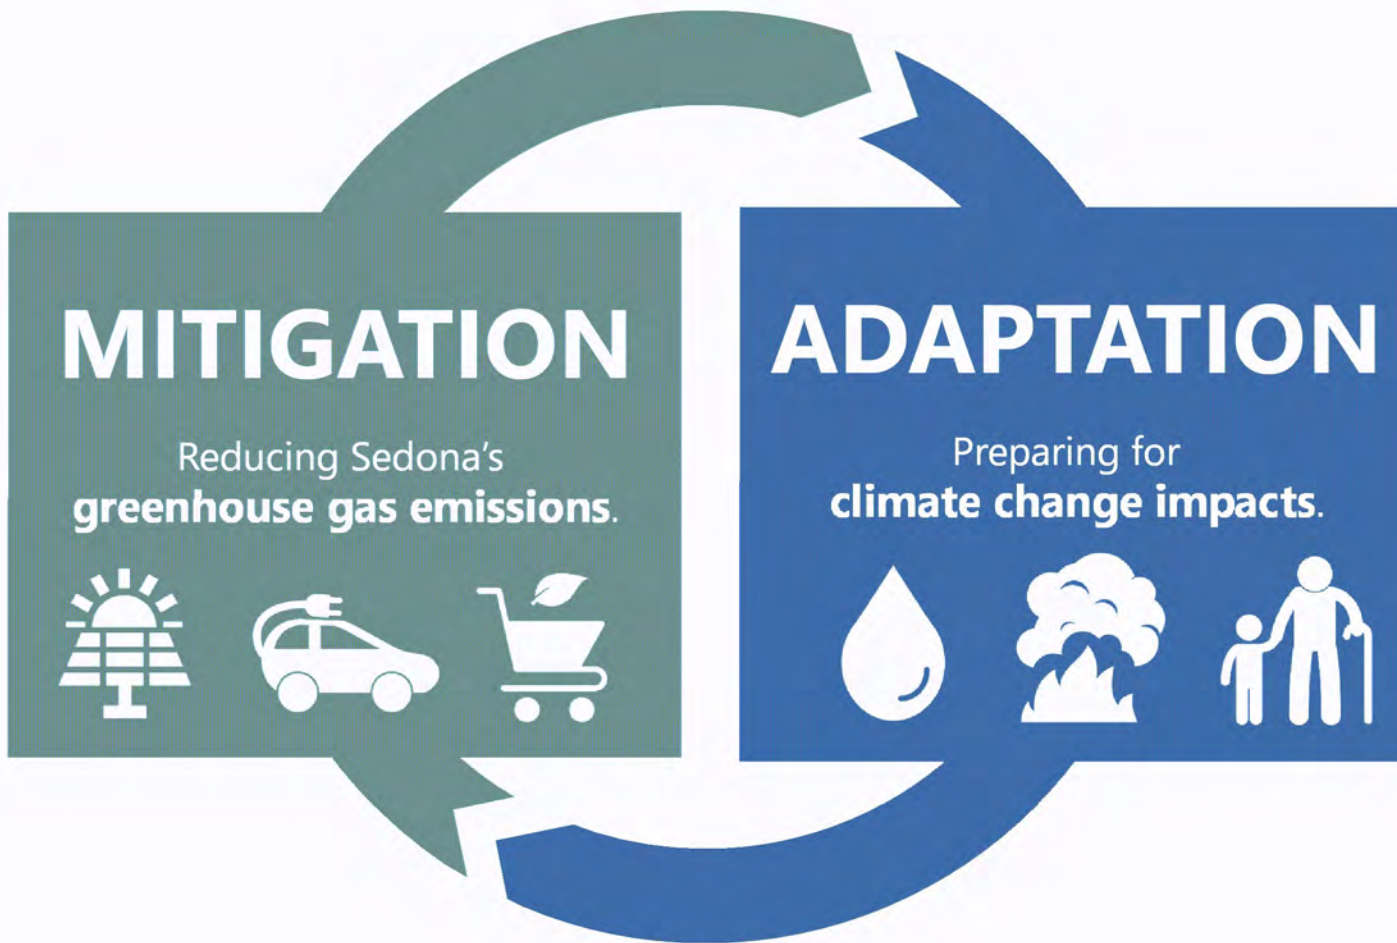 MITIGATION
Reducing Sedona's
greenhouse gas emissions.
ADAPTATION
Preparing for
climate change impacts.